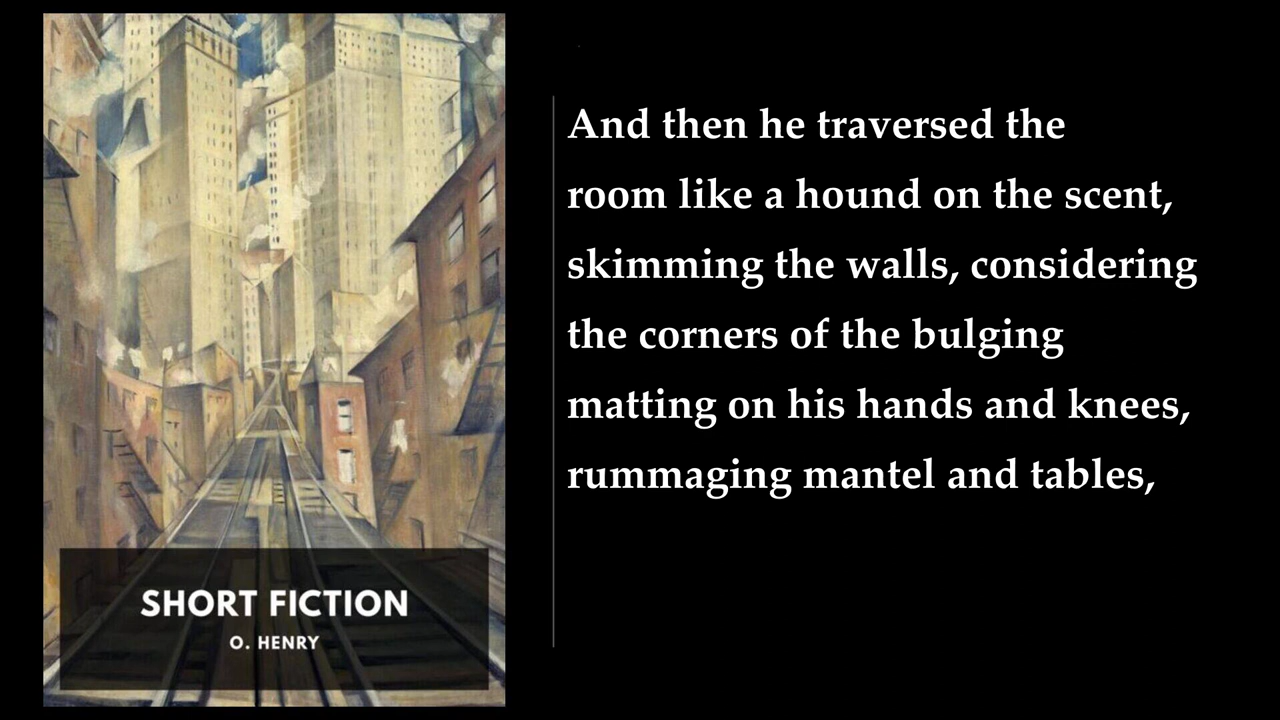 SHORT FICTION
O. HENRY
And then he traversed the
room like a hound on the scent,
skimming the walls, considering
the corners of the bulging
matting on his hands and knees,
rummaging mantel and tables,